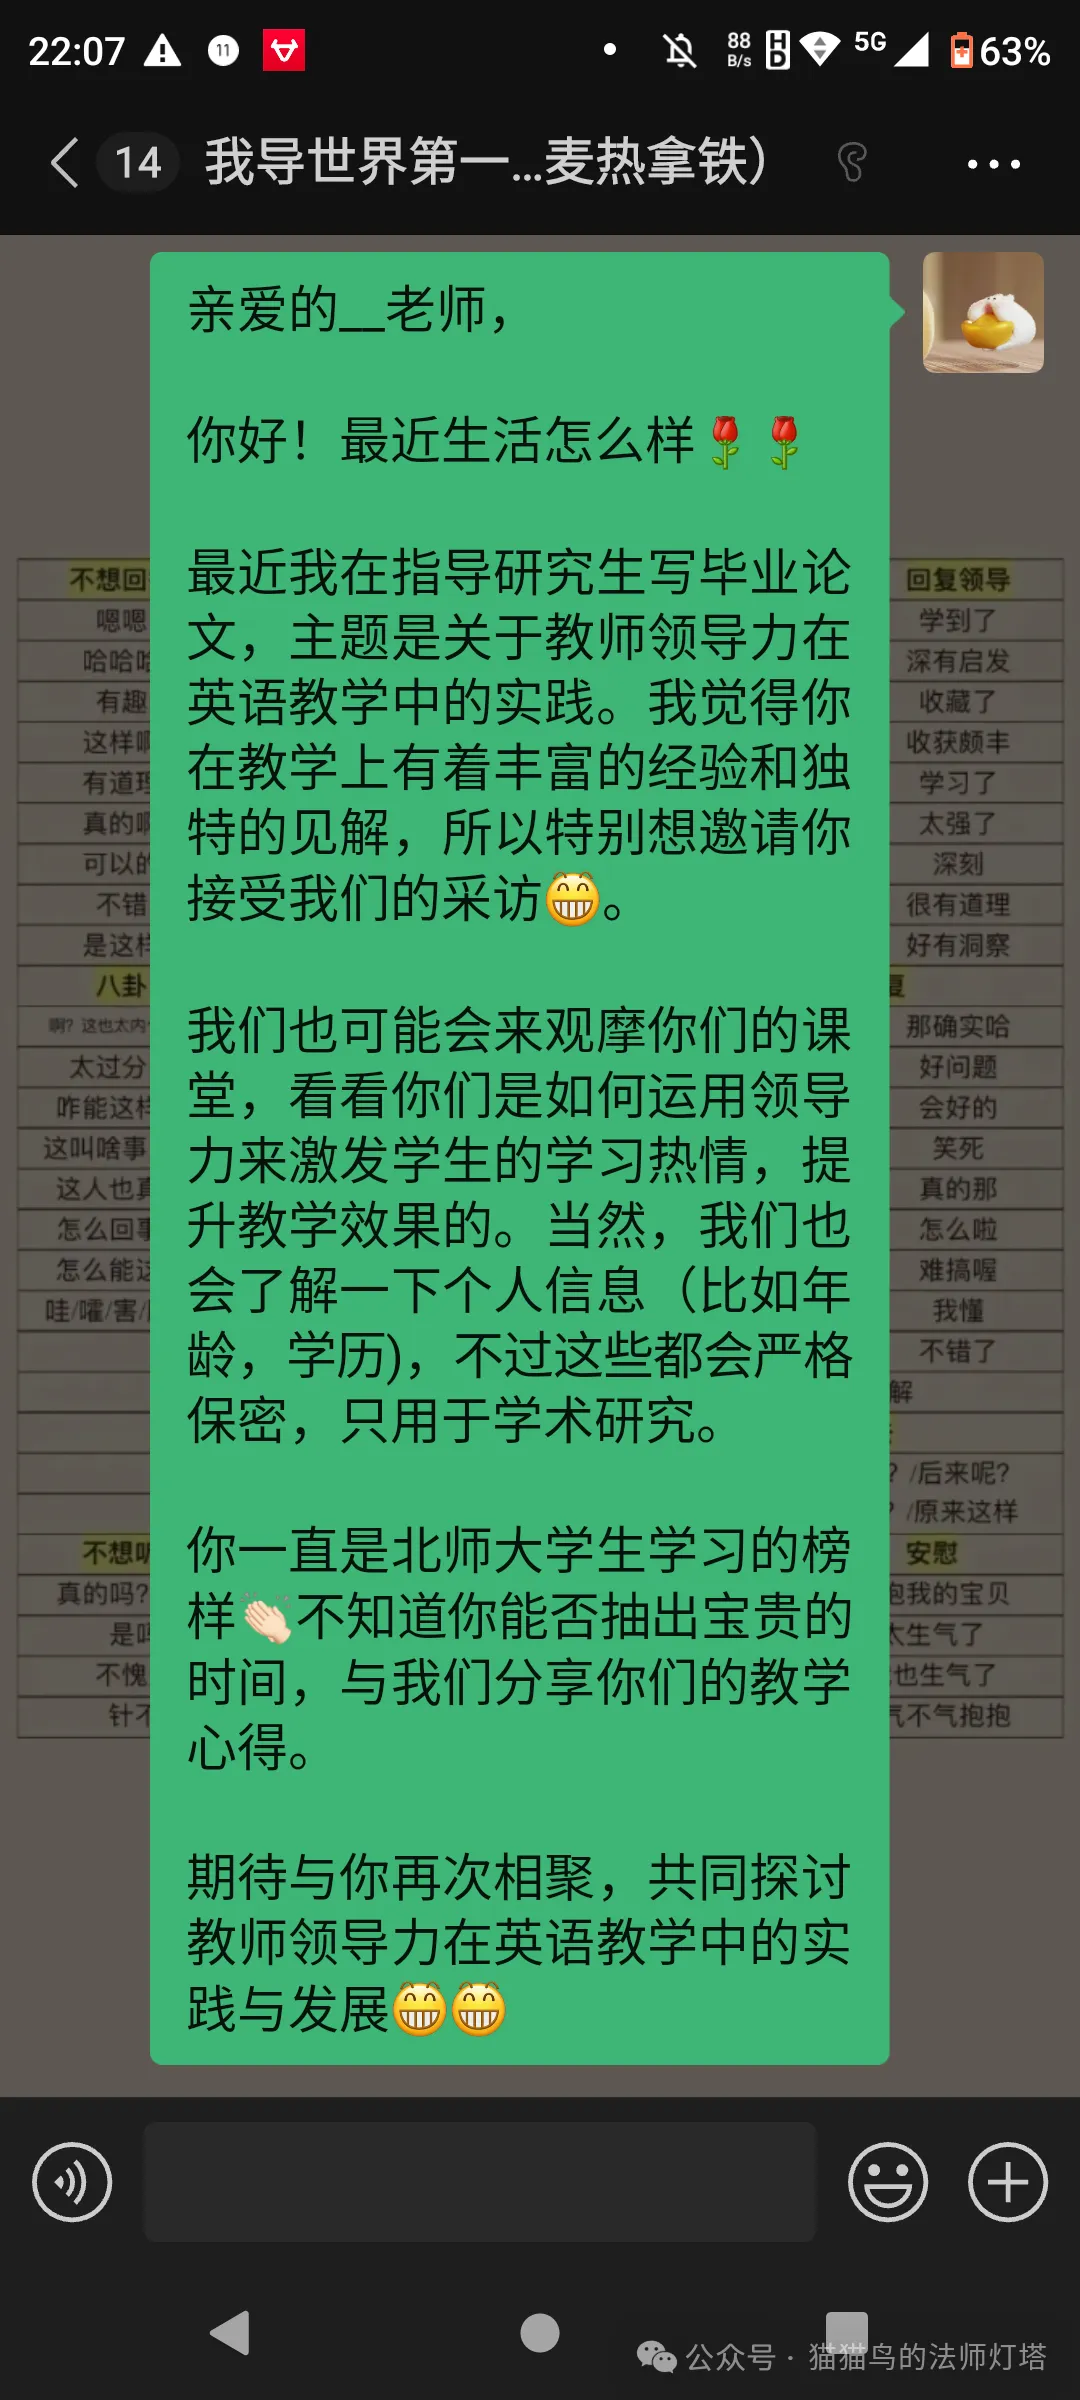 22:07
11
88 B/s
HD
5G
63%
14
我导世界第一...麦热拿铁）
亲爱的__老师，
你好！最近生活怎么样🌹🌹
最近我在指导研究生写毕业论
文，主题是关于教师领导力在
英语教学中的实践。我觉得你
在教学上有着丰富的经验和独
特的见解，所以特别想邀请你
接受我们的采访😁。
我们也可能会来观摩你们的课
堂，看看你们是如何运用领导
力来激发学生的学习热情，提
升教学效果的。当然，我们也
会了解一下个人信息（比如年
龄，学历)，不过这些都会严格
保密，只用于学术研究。
你一直是北师大学生学习的榜
样👏🏻不知道你能否抽出宝贵的
时间，与我们分享你们的教学
心得。
期待与你再次相聚，共同探讨
教师领导力在英语教学中的实
践与发展😁😁
不想回
嗯嗯
哈哈哈
有趣
这样啊
有道理
真的啊
可以的
不错
是这样
八卦
啊？这也太内
太过分
咋能这样
这叫啥事
这人也真
怎么回事
怎么能这
哇/嚯/害/
不想听
真的吗?
是吗
不愧
针不
回复领导
学到了
深有启发
收藏了
收获颇丰
学习了
太强了
深刻
很有道理
好有洞察
复
那确实哈
好问题
会好的
笑死
真的那
怎么啦
难搞喔
我懂
不错了
解
? /后来呢?
? /原来这样
安慰
抱我的宝贝
太生气了
也生气了
气不气抱抱
公众号 · 猫猫鸟的法师灯塔